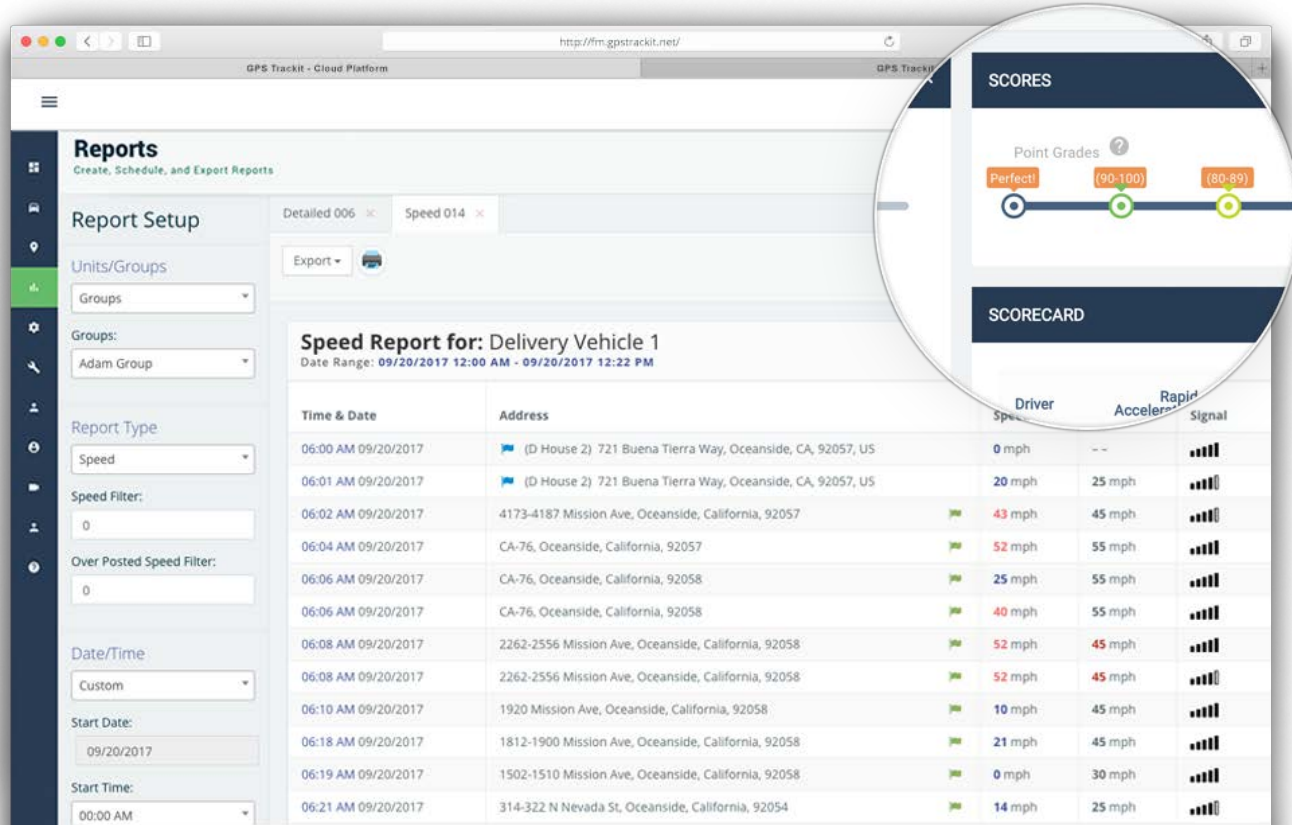 http://fm.gpstrackit.net/
GPS Trackit - Cloud Platform
GPS Trackit
Reports
Create, Schedule, and Export Reports
Report Setup
Units/Groups
Groups
Groups:
Adam Group
Report Type
Speed
Speed Filter:
0
Over Posted Speed Filter:
0
Date/Time
Custom
Start Date:
09/20/2017
Start Time:
00:00 AM
Detailed 006 ×
Speed 014 ×
Export
SCORES
Point Grades ?
Perfect! (90-100) (80-89)
SCORECARD
Driver
Rapid
Speed Report for: Delivery Vehicle 1
Date Range: 09/20/2017 12:00 AM - 09/20/2017 12:22 PM
Time & Date Address Signal
06:00 AM 09/20/2017 (D House 2) 721 Buena Tierra Way, Oceanside, CA, 92057, US 0 mph --
06:01 AM 09/20/2017 (D House 2) 721 Buena Tierra Way, Oceanside, CA, 92057, US 20 mph 25 mph
06:02 AM 09/20/2017 4173-4187 Mission Ave, Oceanside, California, 92057 43 mph 45 mph
06:04 AM 09/20/2017 CA-76, Oceanside, California, 92057 52 mph 55 mph
06:06 AM 09/20/2017 CA-76, Oceanside, California, 92058 25 mph 55 mph
06:06 AM 09/20/2017 CA-76, Oceanside, California, 92058 40 mph 55 mph
06:08 AM 09/20/2017 2262-2556 Mission Ave, Oceanside, California, 92058 52 mph 45 mph
06:08 AM 09/20/2017 2262-2556 Mission Ave, Oceanside, California, 92058 52 mph 45 mph
06:10 AM 09/20/2017 1920 Mission Ave, Oceanside, California, 92058 10 mph 45 mph
06:18 AM 09/20/2017 1812-1900 Mission Ave, Oceanside, California, 92058 21 mph 45 mph
06:19 AM 09/20/2017 1502-1510 Mission Ave, Oceanside, California, 92058 0 mph 30 mph
06:21 AM 09/20/2017 314-322 N Nevada St, Oceanside, California, 92054 14 mph 25 mph